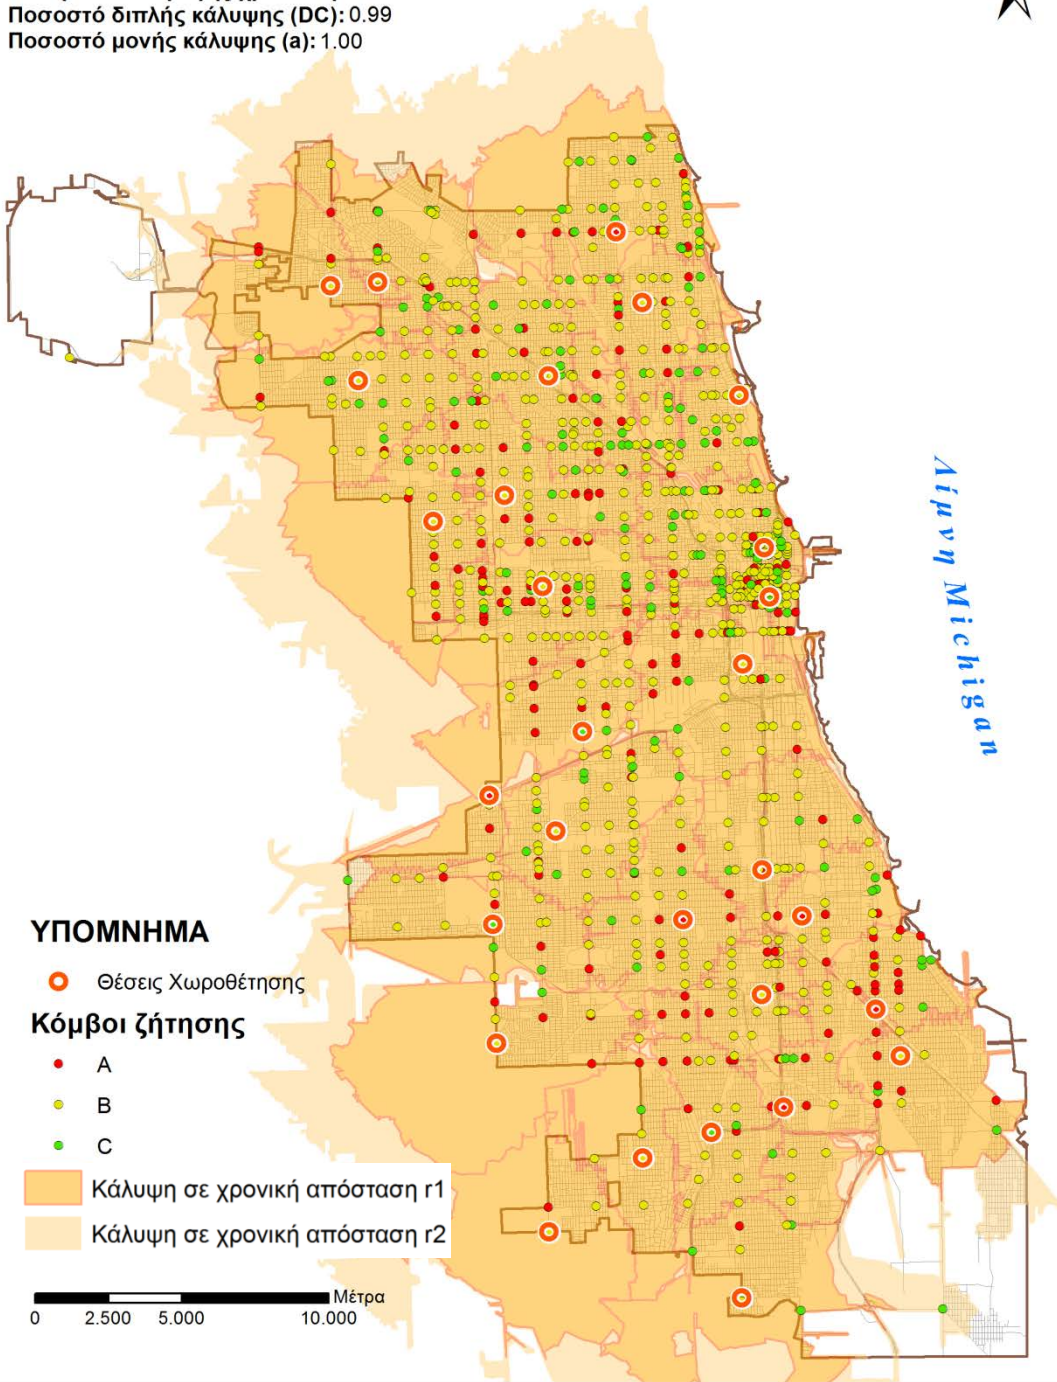 Ποσοστό διπλής κάλυψης (DC): 0.99
Ποσοστό μονής κάλυψης (a): 1.00
Λίμνη Michigan
ΥΠΟΜΝΗΜΑ
Θέσεις Χωροθέτησης
Κόμβοι ζήτησης
A
B
C
Κάλυψη σε χρονική απόσταση r1
Κάλυψη σε χρονική απόσταση r2
Μέτρα
0 2.500 5.000 10.000